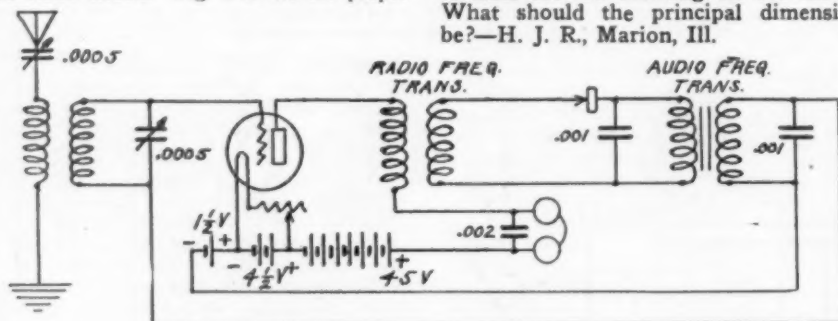 What should the principal dimensi
be?—H. J. R., Marion, Ill.
.0005
RADIO FREQ.
TRANS.
AUDIO FREQ.
TRANS.
.0005
.001
.001
1½V
- +
- 4½V+
+
45V
.002